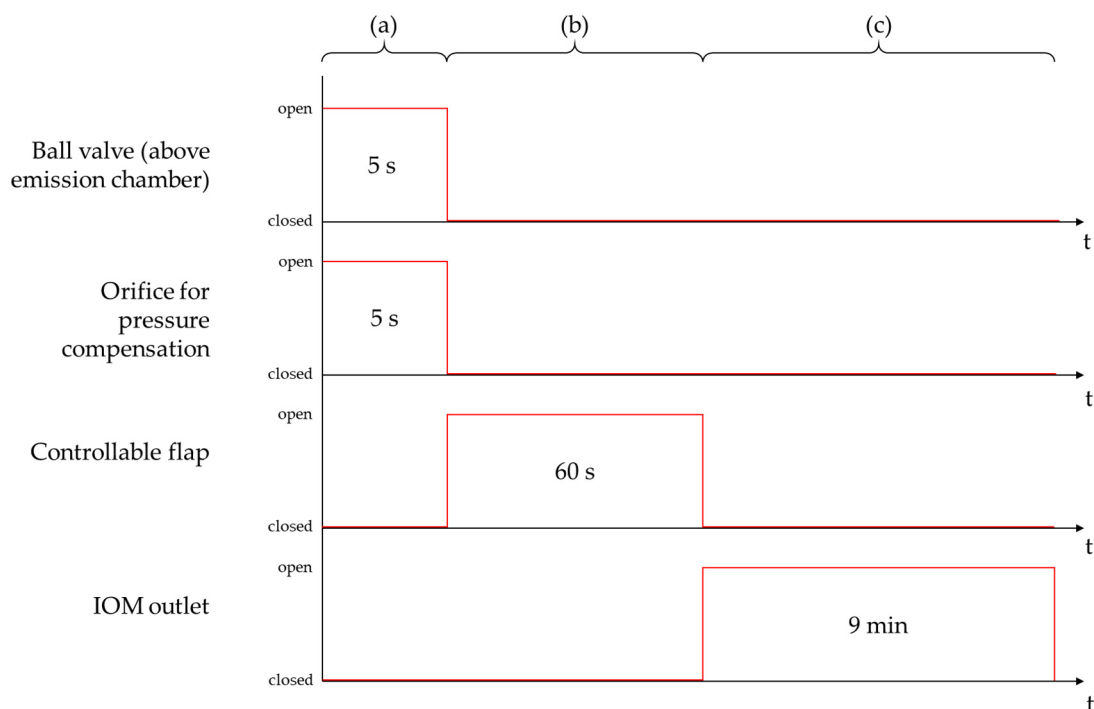 (a)
(b)
(c)
open
Ball valve (above
emission chamber)
5 s
closed
t
open
Orifice for
pressure
compensation
5 s
closed
t
open
Controllable flap
60 s
closed
t
open
IOM outlet
9 min
closed
t